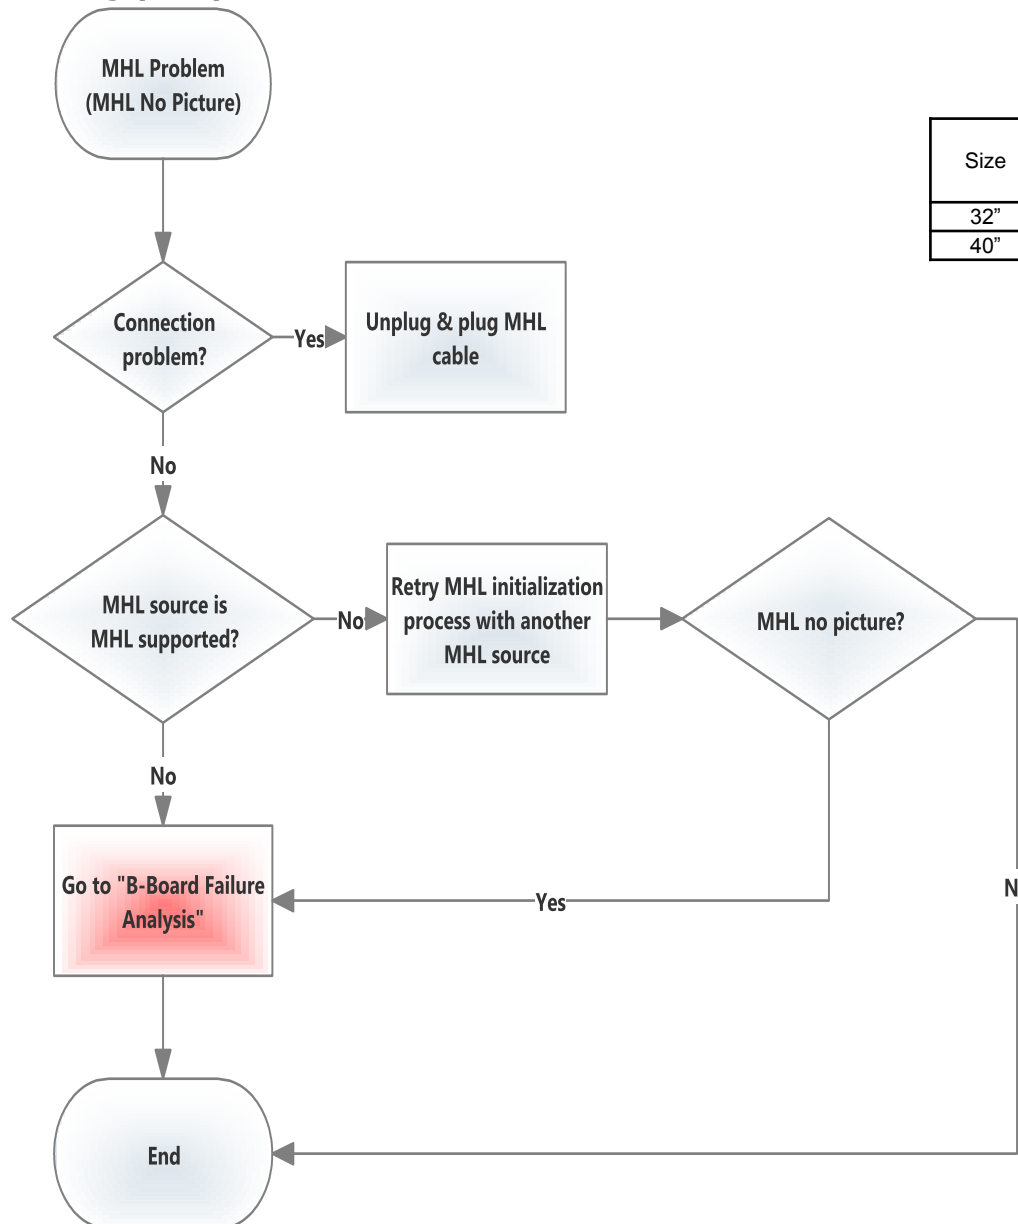 MHL Problem
(MHL No Picture)
Size
32”
40”
Connection
problem?
Yes
Unplug & plug MHL
cable
No
MHL source is
MHL supported?
No
Retry MHL initialization
process with another
MHL source
MHL no picture?
No
Go to "B-Board Failure
Analysis"
Yes
N
End